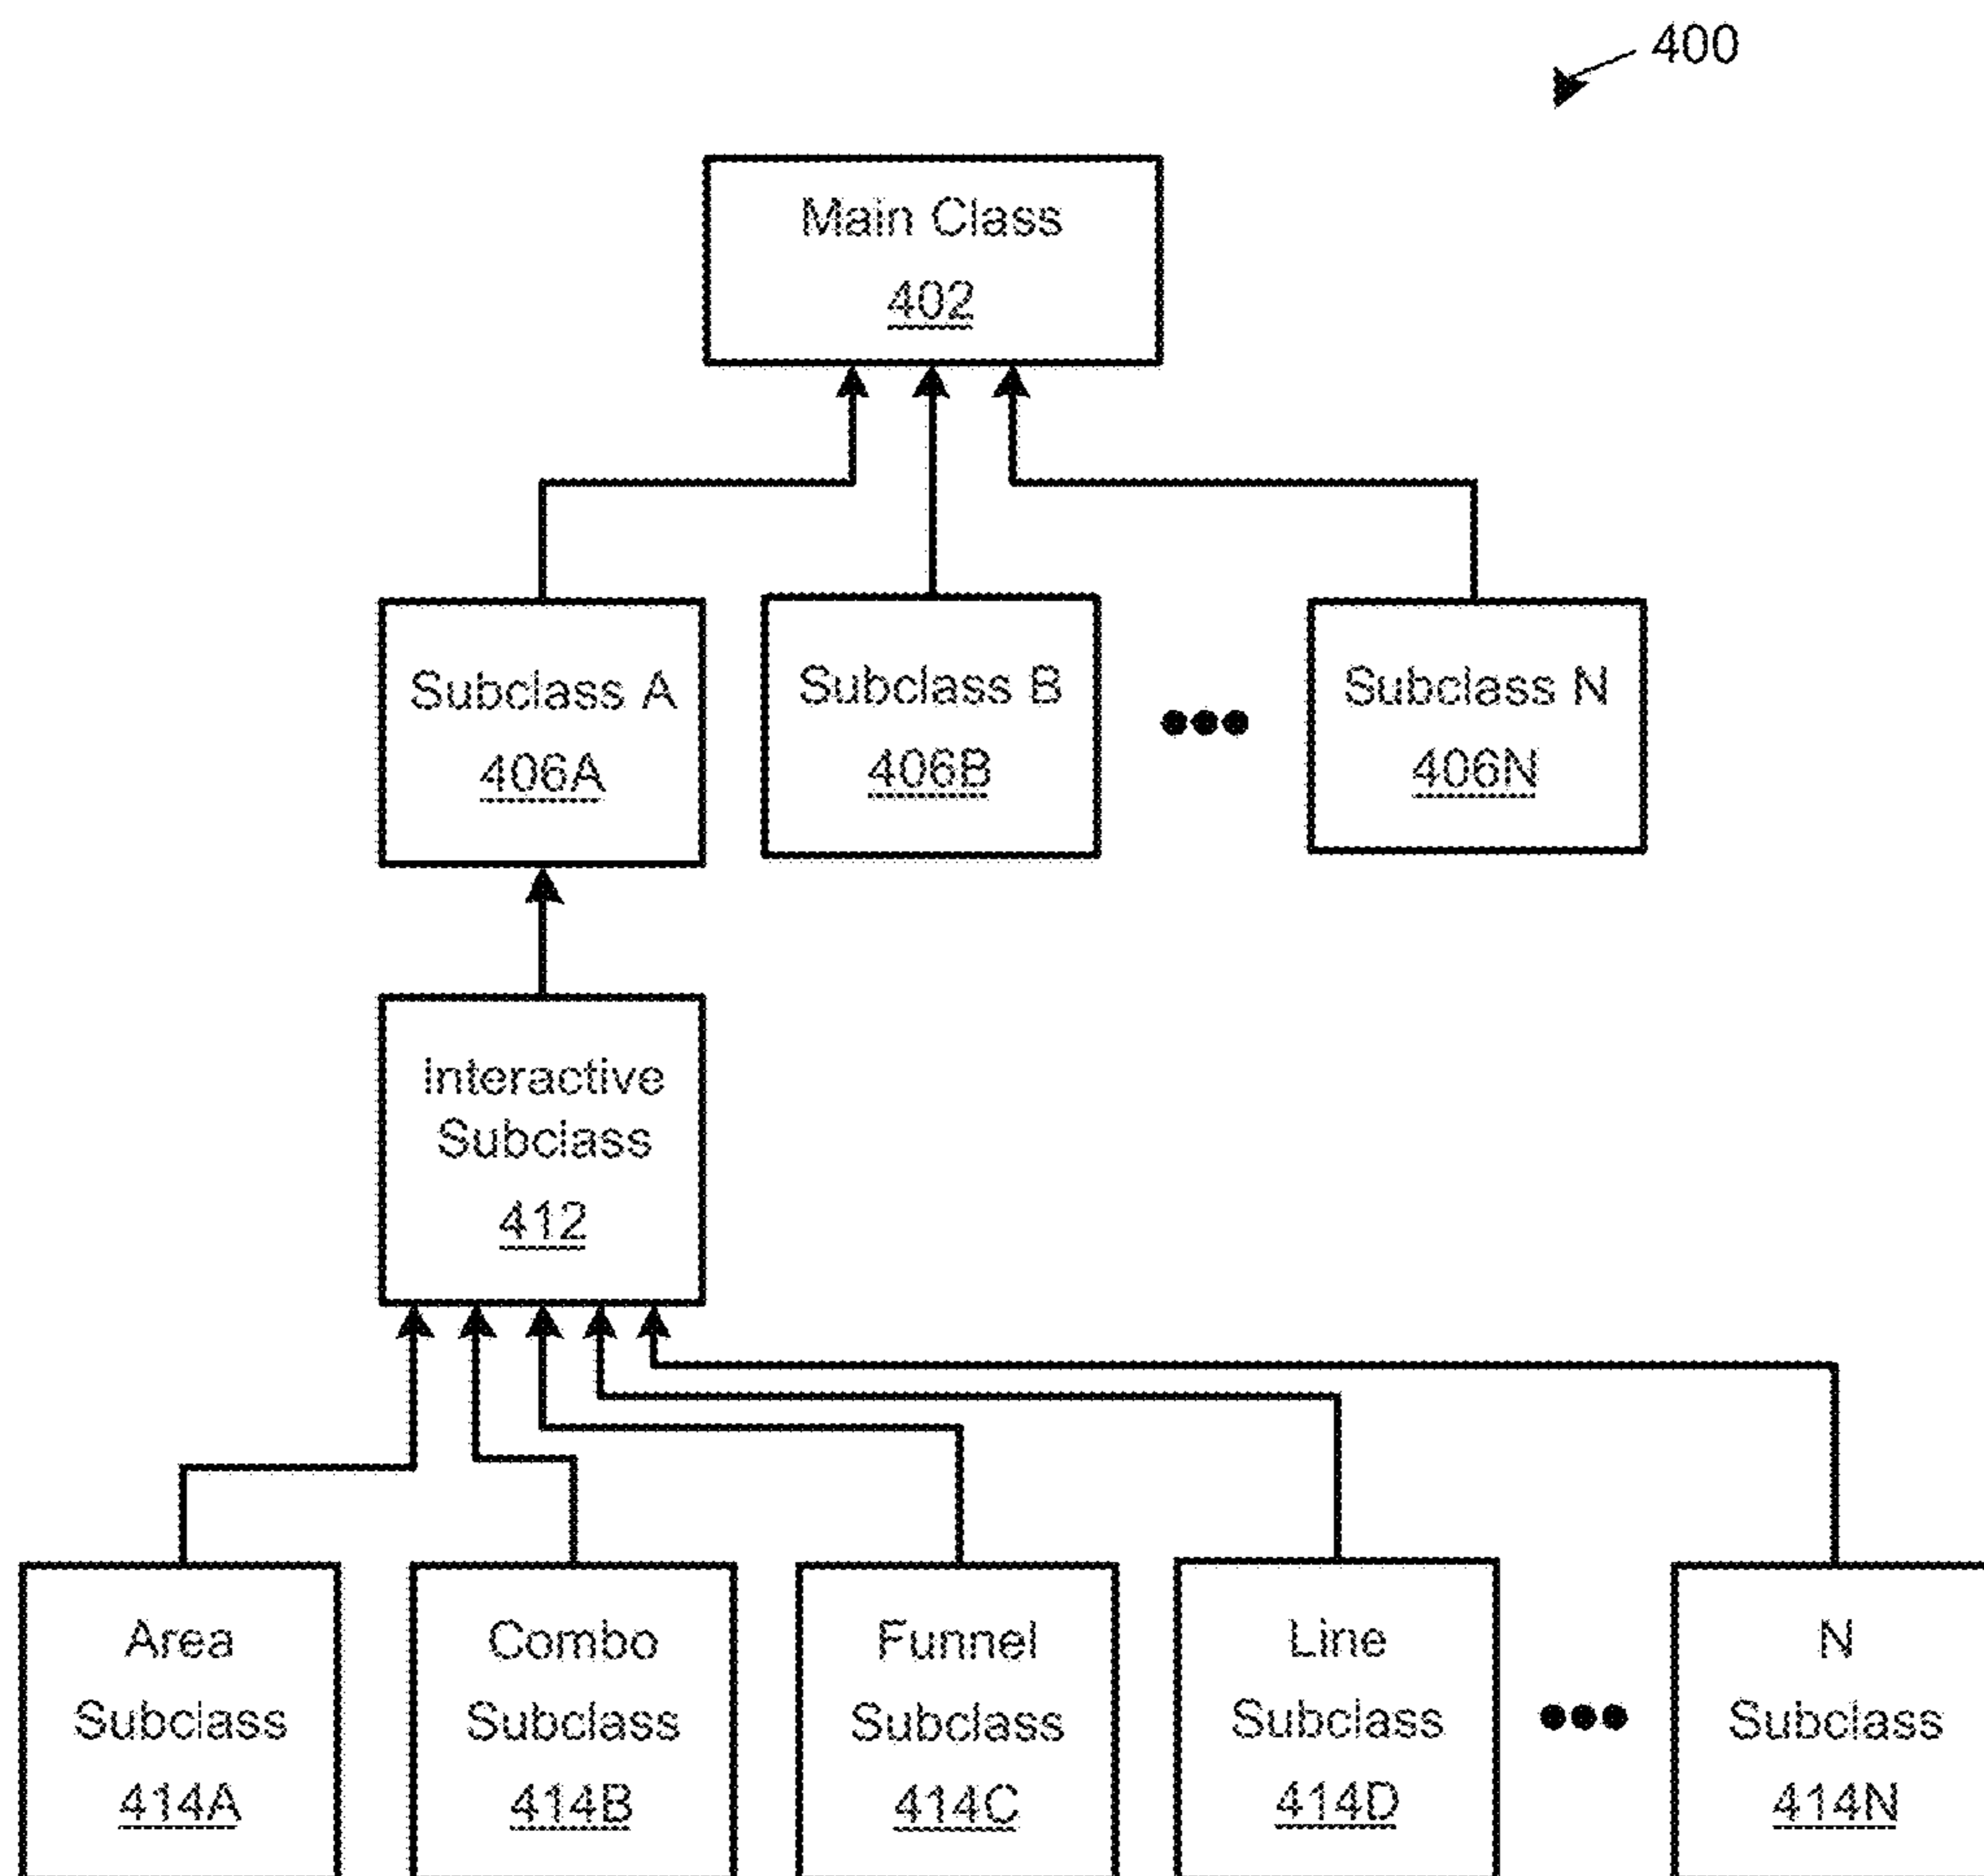 400
Main Class
402
Subclass A
406A
Subclass B
406B
Subclass N
406N
Interactive
Subclass
412
Area
Subclass
414A
Combo
Subclass
414B
Funnel
Subclass
414C
Line
Subclass
414D
N
Subclass
414N